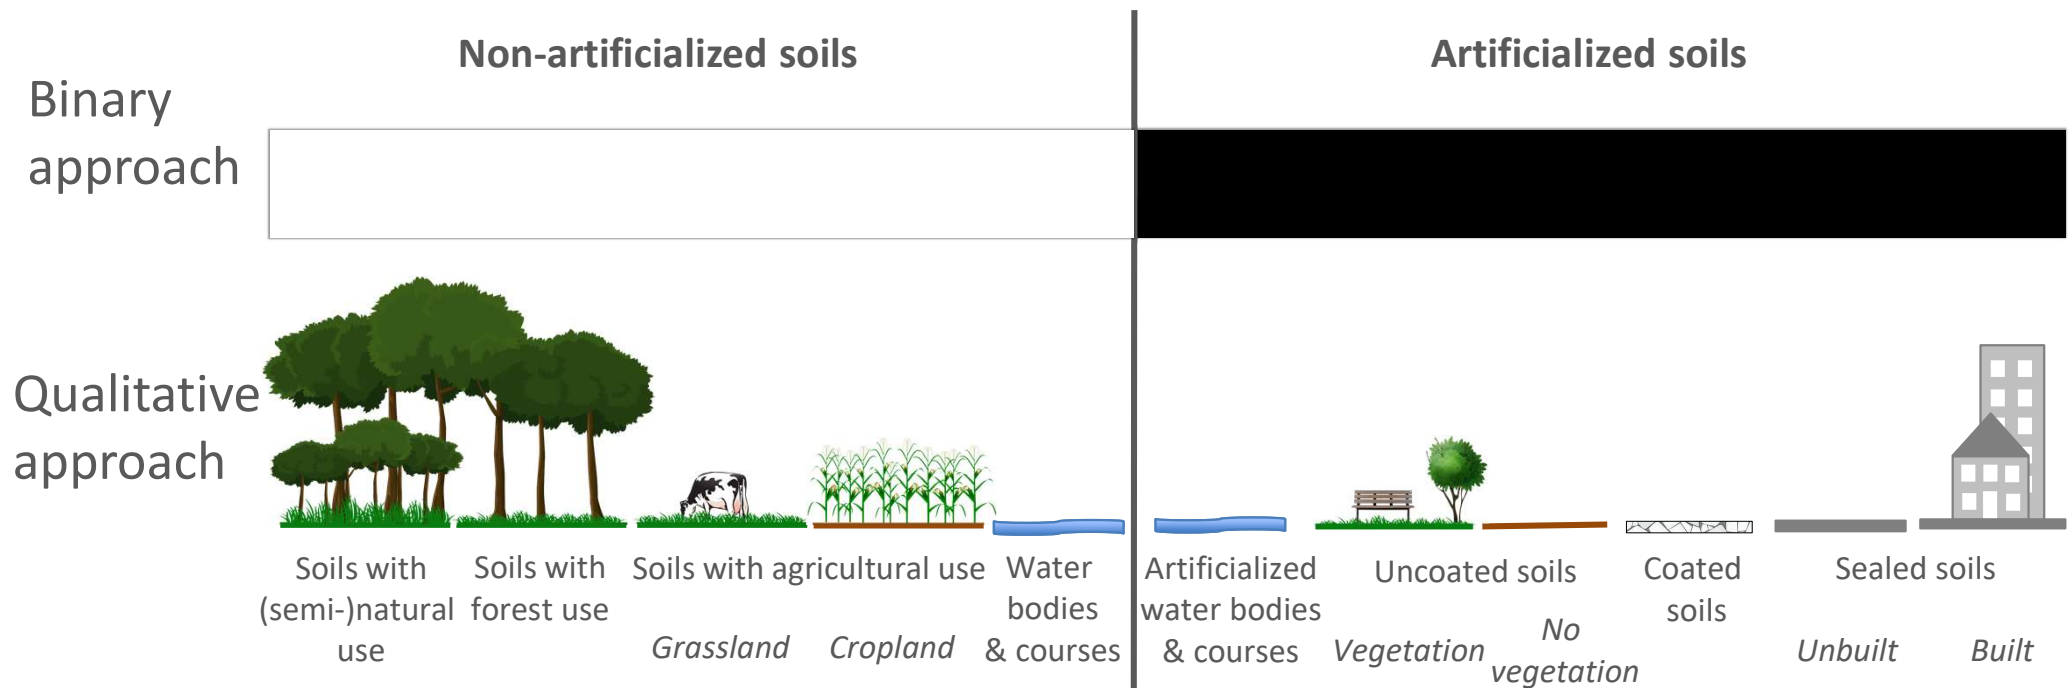 Non-artificialized soils
Artificialized soils
Binary
approach
Qualitative
approach
Soils with
(semi-)natural
use
Soils with
forest use
Soils with agricultural use
Grassland
Cropland
Water
bodies
& courses
Artificialized
water bodies
& courses
Uncoated soils
Vegetation
No
vegetation
Coated
soils
Sealed soils
Unbuilt
Built